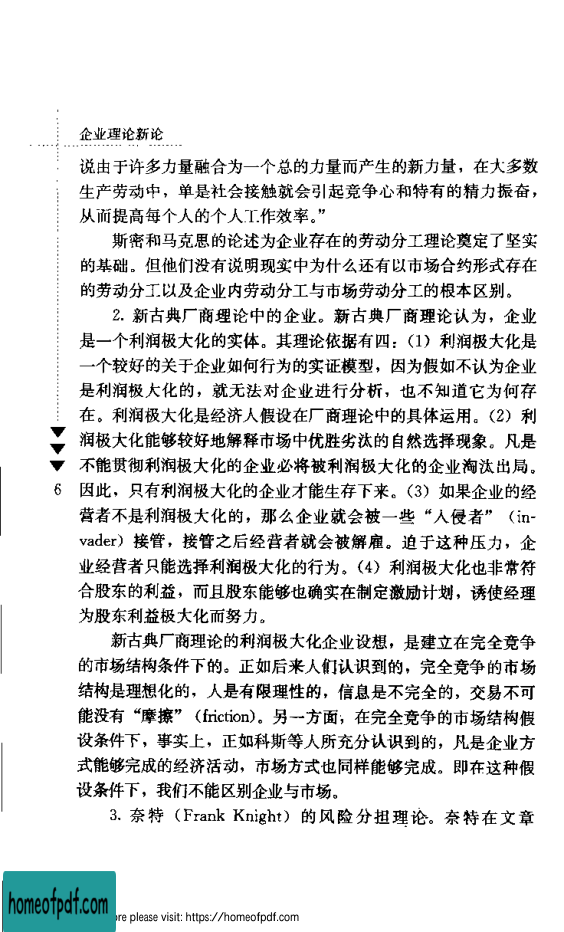 企业理论新论
说由于许多力量融合为一个总的力量而产生的新力量，在大多数
生产劳动中，单是社会接触就会引起竞争心和特有的精力振奋，
从而提高每个人的个人工作效率。”
斯密和马克思的论述为企业存在的劳动分工理论奠定了坚实
的基础。但他们没有说明现实中为什么还有以市场合约形式存在
的劳动分工以及企业内劳动分工与市场劳动分工的根本区别。
2. 新古典厂商理论中的企业。新古典厂商理论认为，企业
是一个利润极大化的实体。其理论依据有四：（1）利润极大化是
一个较好的关于企业如何行为的实证模型，因为假如不认为企业
是利润极大化的，就无法对企业进行分析，也不知道它为何存
在。利润极大化是经济人假设在厂商理论中的具体运用。（2）利
润极大化能够较好地解释市场中优胜劣汰的自然选择现象。凡是
不能贯彻利润极大化的企业必将被利润极大化的企业淘汰出局。
6
因此，只有利润极大化的企业才能生存下来。（3）如果企业的经
营者不是利润极大化的，那么企业就会被一些“入侵者”（in-
vader）接管，接管之后经营者就会被解雇。迫于这种压力，企
业经营者只能选择利润极大化的行为。（4）利润极大化也非常符
合股东的利益，而且股东能够也确实在制定激励计划，诱使经理
为股东利益极大化而努力。
新古典厂商理论的利润极大化企业设想，是建立在完全竞争
的市场结构条件下的。正如后来人们认识到的，完全竞争的市场
结构是理想化的，人是有限理性的，信息是不完全的，交易不可
能没有“摩擦”（friction）。另一方面，在完全竞争的市场结构假
设条件下，事实上，正如科斯等人所充分认识到的，凡是企业方
式能够完成的经济活动，市场方式也同样能够完成。即在这种假
设条件下，我们不能区别企业与市场。
3. 奈特（Frank Knight）的风险分担理论。奈特在文章
homeofpdf.com
ore please visit: https://homeofpdf.com